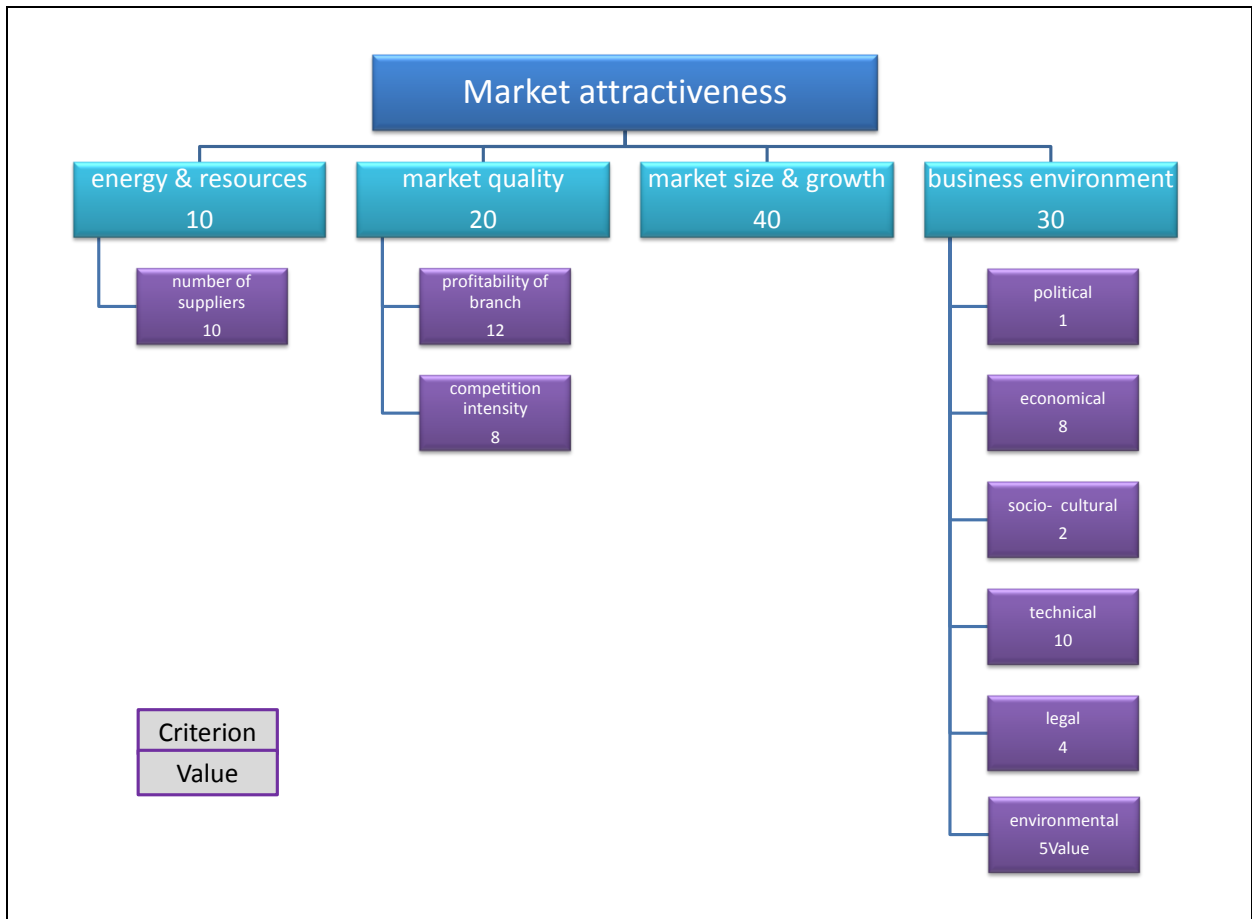 Market attractiveness
energy & resources
10
market quality
20
market size & growth
40
business environment
30
number of
suppliers
10
profitability of
branch
12
competition
intensity
8
political
1
economical
8
socio- cultural
2
technical
10
legal
4
environmental
5Value
Criterion
Value